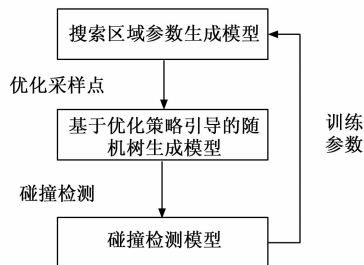 搜索区域参数生成模型
优化采样点
基于优化策略引导的随
机树生成模型
训练
参数
碰撞检测
碰撞检测模型